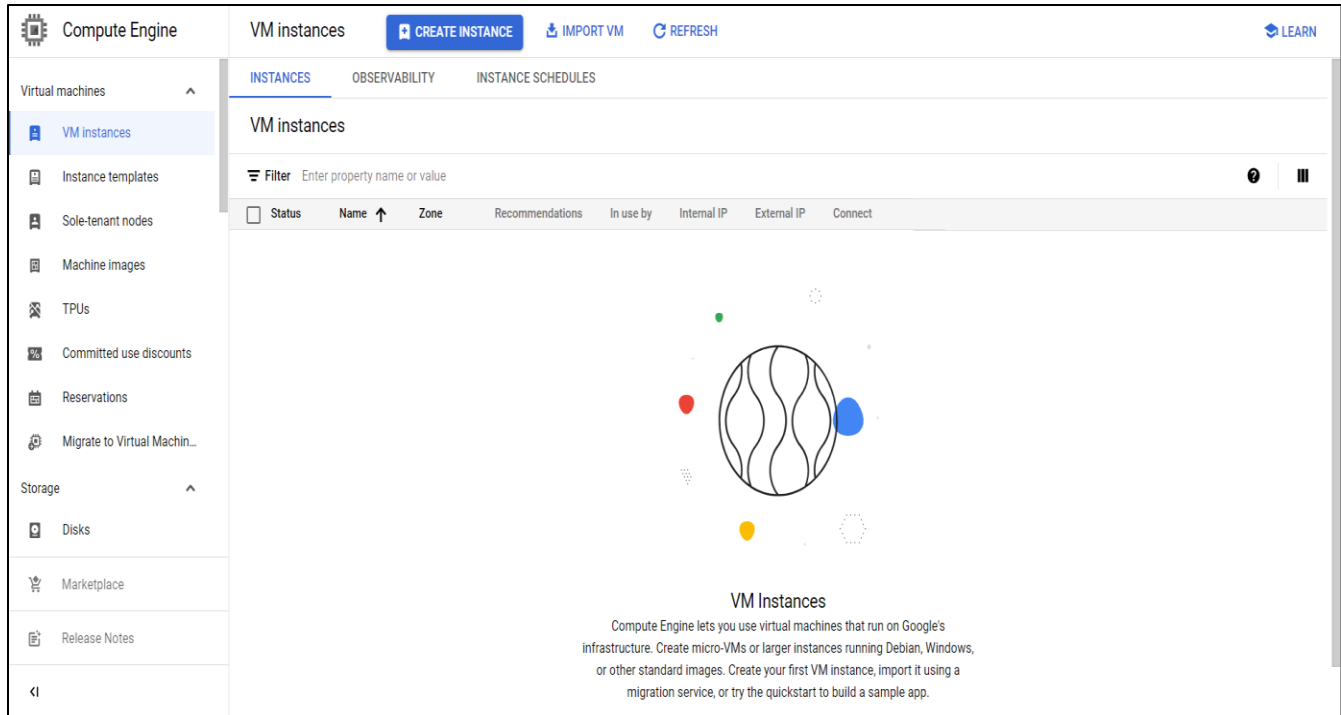 Compute Engine
VM instances
CREATE INSTANCE
IMPORT VM
REFRESH
LEARN
Virtual machines
VM instances
Instance templates
Sole-tenant nodes
Machine images
TPUs
Committed use discounts
Reservations
Migrate to Virtual Machin...
Storage
Disks
Marketplace
Release Notes
INSTANCES
OBSERVABILITY
INSTANCE SCHEDULES
VM instances
Filter Enter property name or value
Status Name Zone Recommendations In use by Internal IP External IP Connect
VM Instances
Compute Engine lets you use virtual machines that run on Google's
infrastructure. Create micro-VMs or larger instances running Debian, Windows,
or other standard images. Create your first VM instance, import it using a
migration service, or try the quickstart to build a sample app.